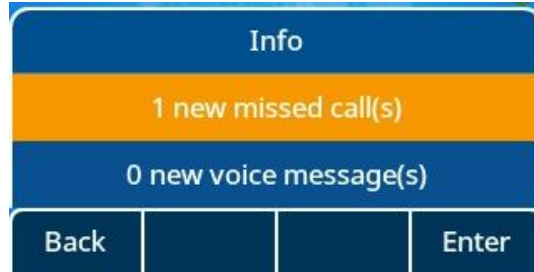 Info
1 new missed call(s)
0 new voice message(s)
Back Enter